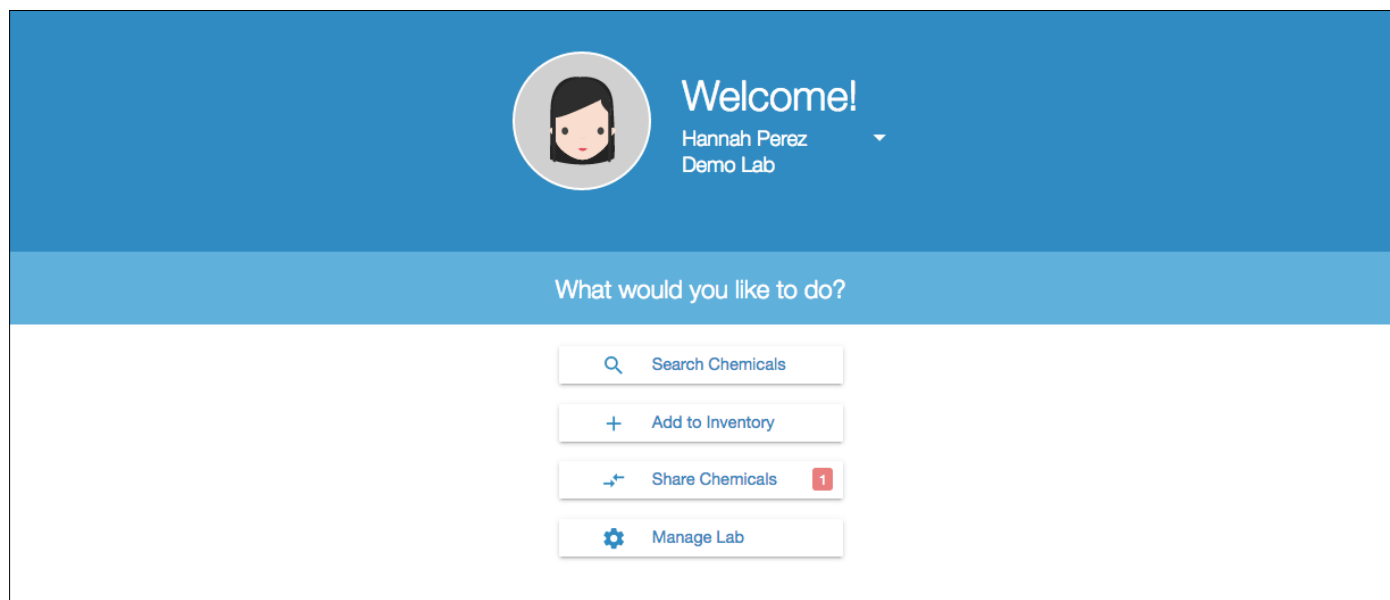 Welcome!
Hannah Perez
Demo Lab
What would you like to do?
Search Chemicals
Add to Inventory
Share Chemicals 1
Manage Lab